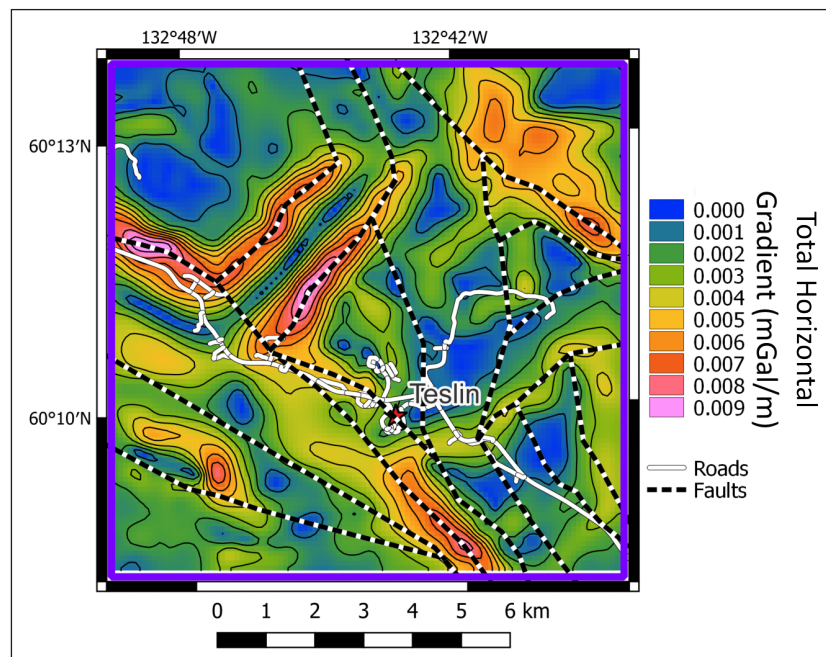 132°48'W
132°42'W
60°13'N
60°10'N
Teslin
Total Horizontal
Gradient (mGal/m)
0.000
0.001
0.002
0.003
0.004
0.005
0.006
0.007
0.008
0.009
Roads
Faults
0 1 2 3 4 5 6 km